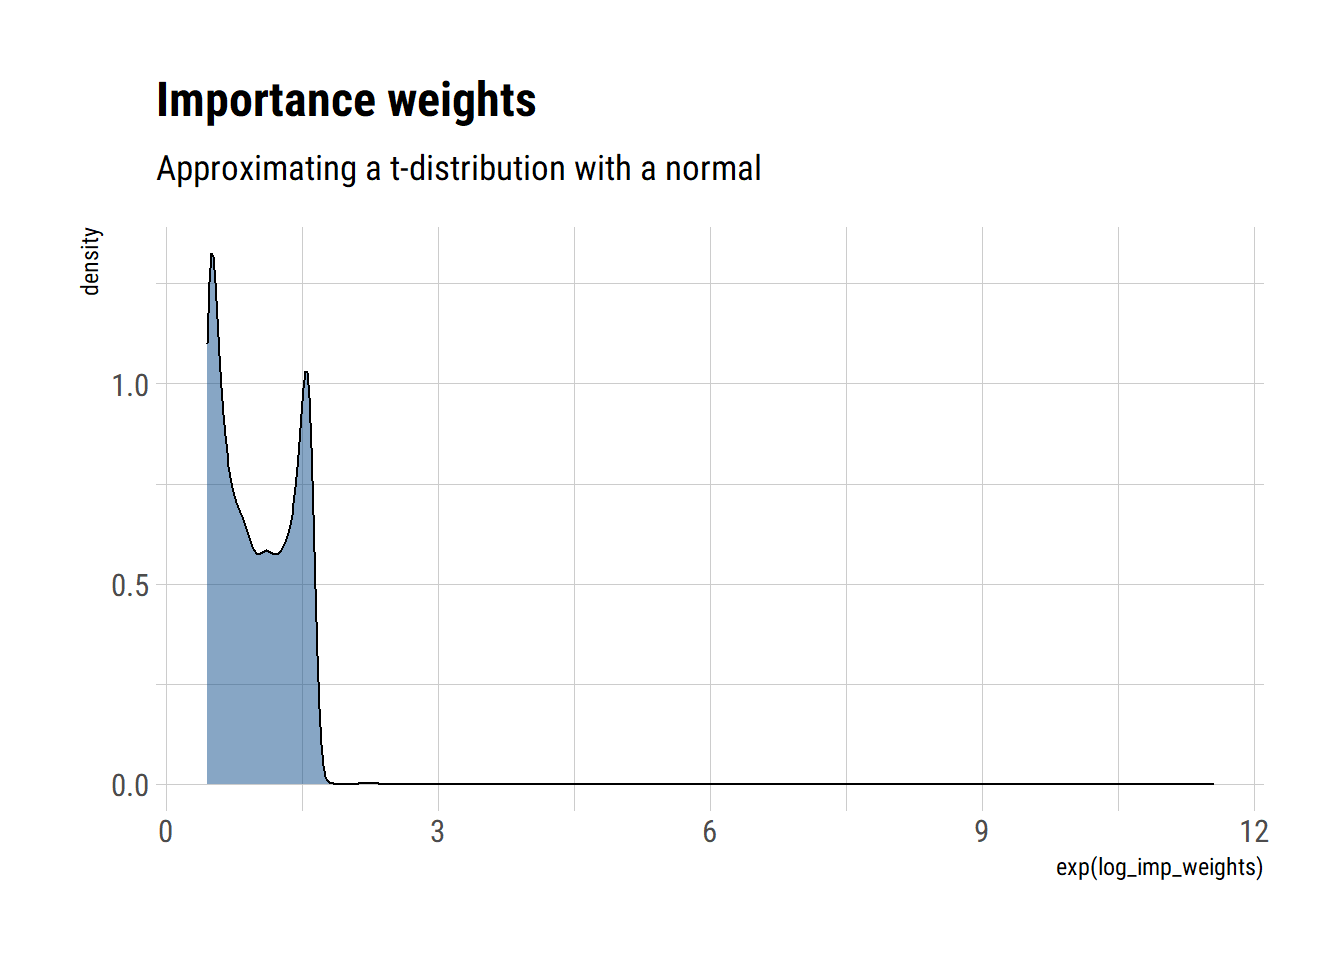 Importance weights
Approximating a t-distribution with a normal
density
1.0
0.5
0.0
0 3 6 9 12
exp(log_imp_weights)